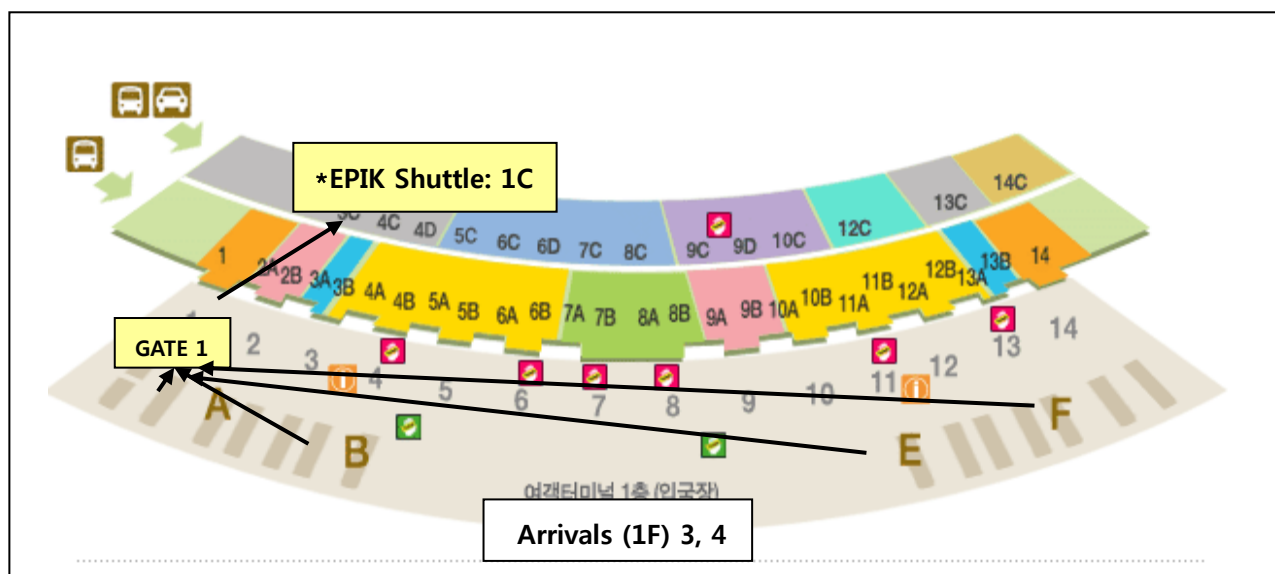 *EPIK Shuttle: 1C
3C 4C 4D 5C 6C 6D 7C 8C 9C 9D 10C 12C 13C 14C
1 2A 2B 3A 3B 4A 4B 5A 5B 6A 6B 7A 7B 8A 8B 9A 9B 10A 10B 11A 11B 12A 12B 13A 13B 14
GATE 1
2 3 4 5 6 7 8 9 10 11 12 13 14
A B E F
여객터미널 1층 (입국장)
Arrivals (1F) 3, 4